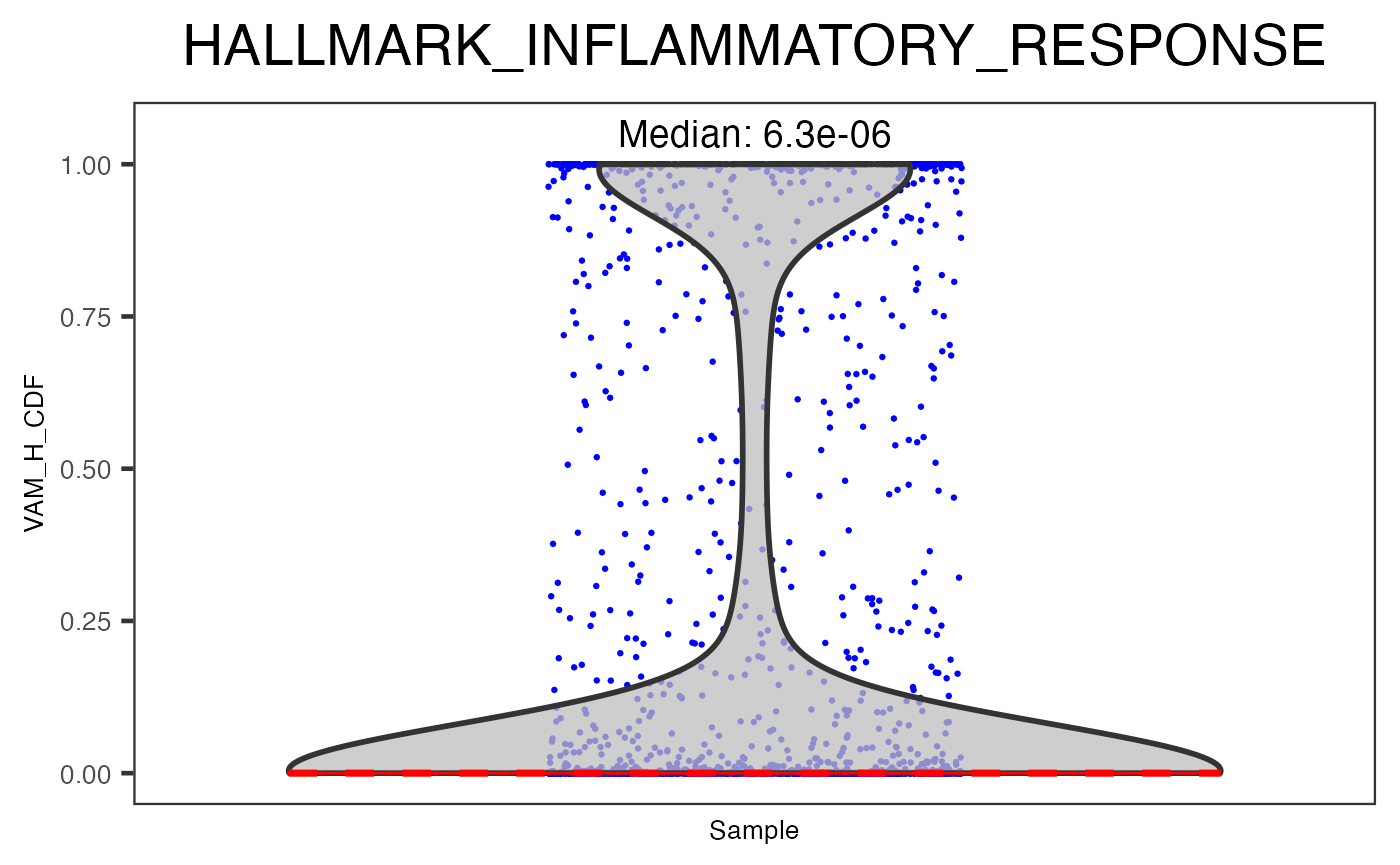 HALLMARK_INFLAMMATORY_RESPONSE
Median: 6.3e-06
1.00
0.75
0.50
0.25
0.00
VAM_H_CDF
Sample